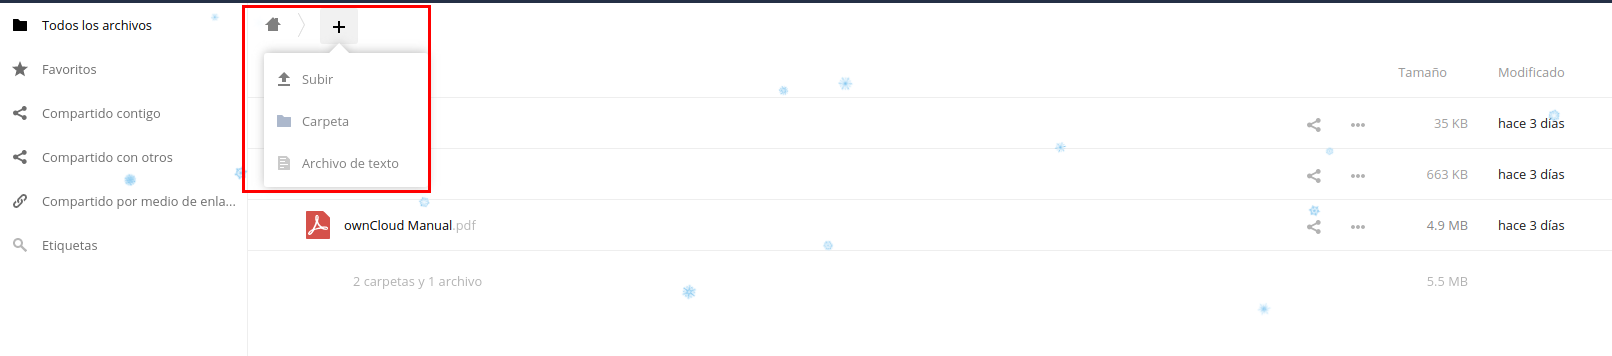 Todos los archivos
Favoritos
Compartido contigo
Compartido con otros
Compartido por medio de enla...
Etiquetas
+
Subir
Carpeta
Archivo de texto
Tamaño Modificado
35 KB hace 3 días
663 KB hace 3 días
ownCloud Manual.pdf 4.9 MB hace 3 días
2 carpetas y 1 archivo 5.5 MB